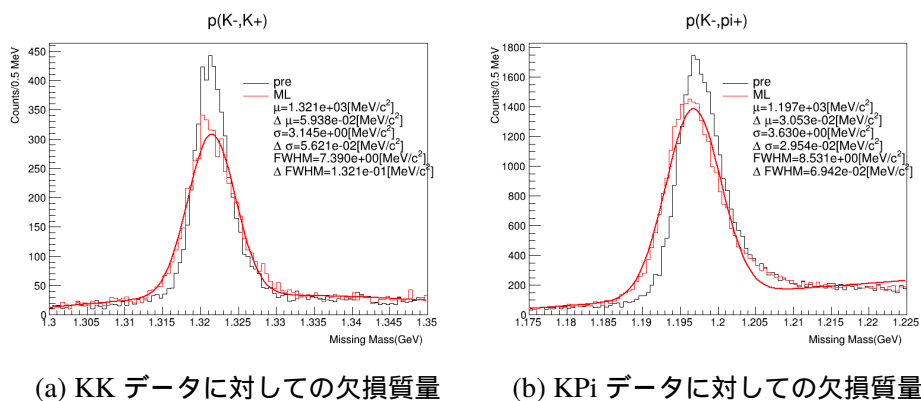 p(K-,K+)
Counts/0.5 MeV
450
400
350
300
250
200
150
100
50
0
pre
ML
μ=1.321e+03[MeV/c²]
Δ μ=5.938e-02[MeV/c²]
σ=3.145e+00[MeV/c²]
Δ σ=5.621e-02[MeV/c²]
FWHM=7.390e+00[MeV/c²]
Δ FWHM=1.321e-01[MeV/c²]
1.3 1.305 1.31 1.315 1.32 1.325 1.33 1.335 1.34 1.345 1.35
Missing Mass(GeV)
(a) KK データに対しての欠損質量
p(K-,pi+)
Counts/0.5 MeV
1800
1600
1400
1200
1000
800
600
400
200
0
pre
ML
μ=1.197e+03[MeV/c²]
Δ μ=3.053e-02[MeV/c²]
σ=3.630e+00[MeV/c²]
Δ σ=2.954e-02[MeV/c²]
FWHM=8.531e+00[MeV/c²]
Δ FWHM=6.942e-02[MeV/c²]
1.175 1.18 1.185 1.19 1.195 1.2 1.205 1.21 1.215 1.22 1.225
Missing Mass(GeV)
(b) KPi データに対しての欠損質量